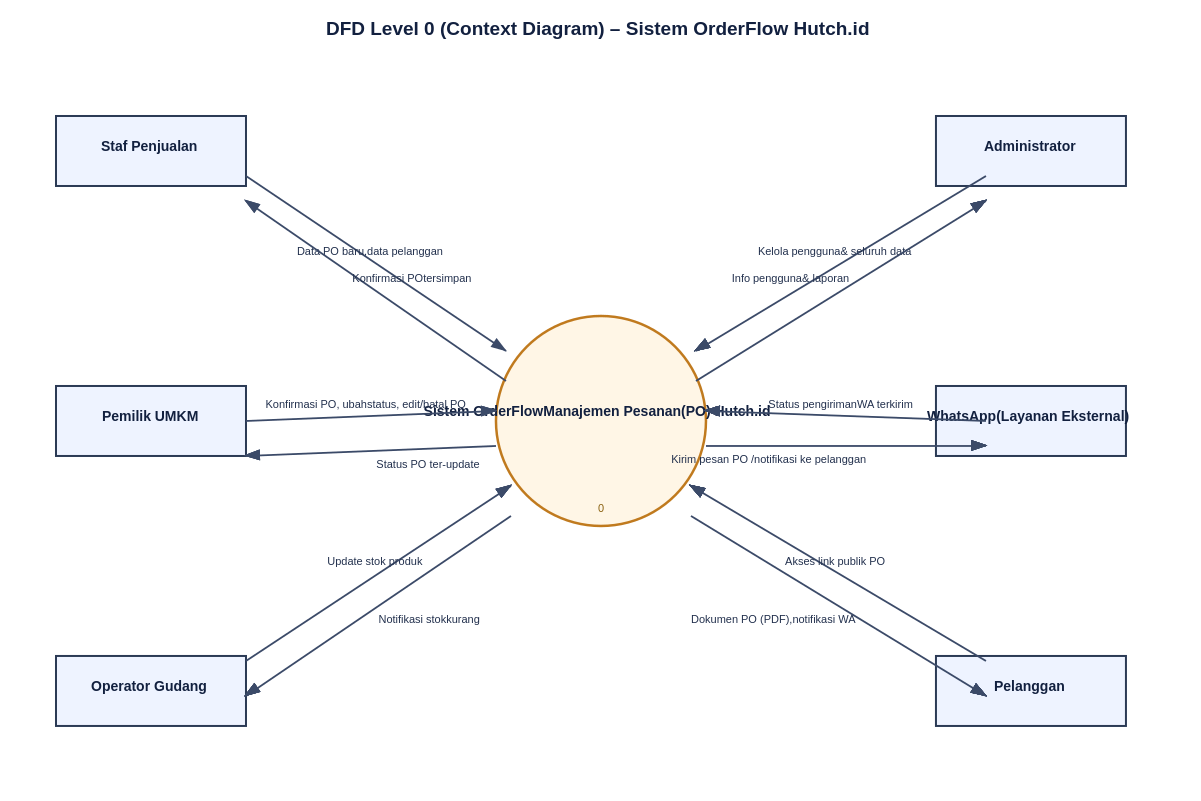 DFD Level 0 (Context Diagram) – Sistem OrderFlow Hutch.id
Staf Penjualan
Administrator
Data PO baru,data pelanggan
Kelola pengguna& seluruh data
Konfirmasi POtersimpan
Info pengguna& laporan
Pemilik UMKM
Konfirmasi PO, ubahstatus, edit/batal PO
Sistem OrderFlowManajemen Pesanan(PO) Hutch.id
Status pengirimanWA terkirim
WhatsApp(Layanan Eksternal)
Status PO ter-update
Kirim pesan PO /notifikasi ke pelanggan
0
Update stok produk
Akses link publik PO
Notifikasi stokkurang
Dokumen PO (PDF),notifikasi WA
Operator Gudang
Pelanggan